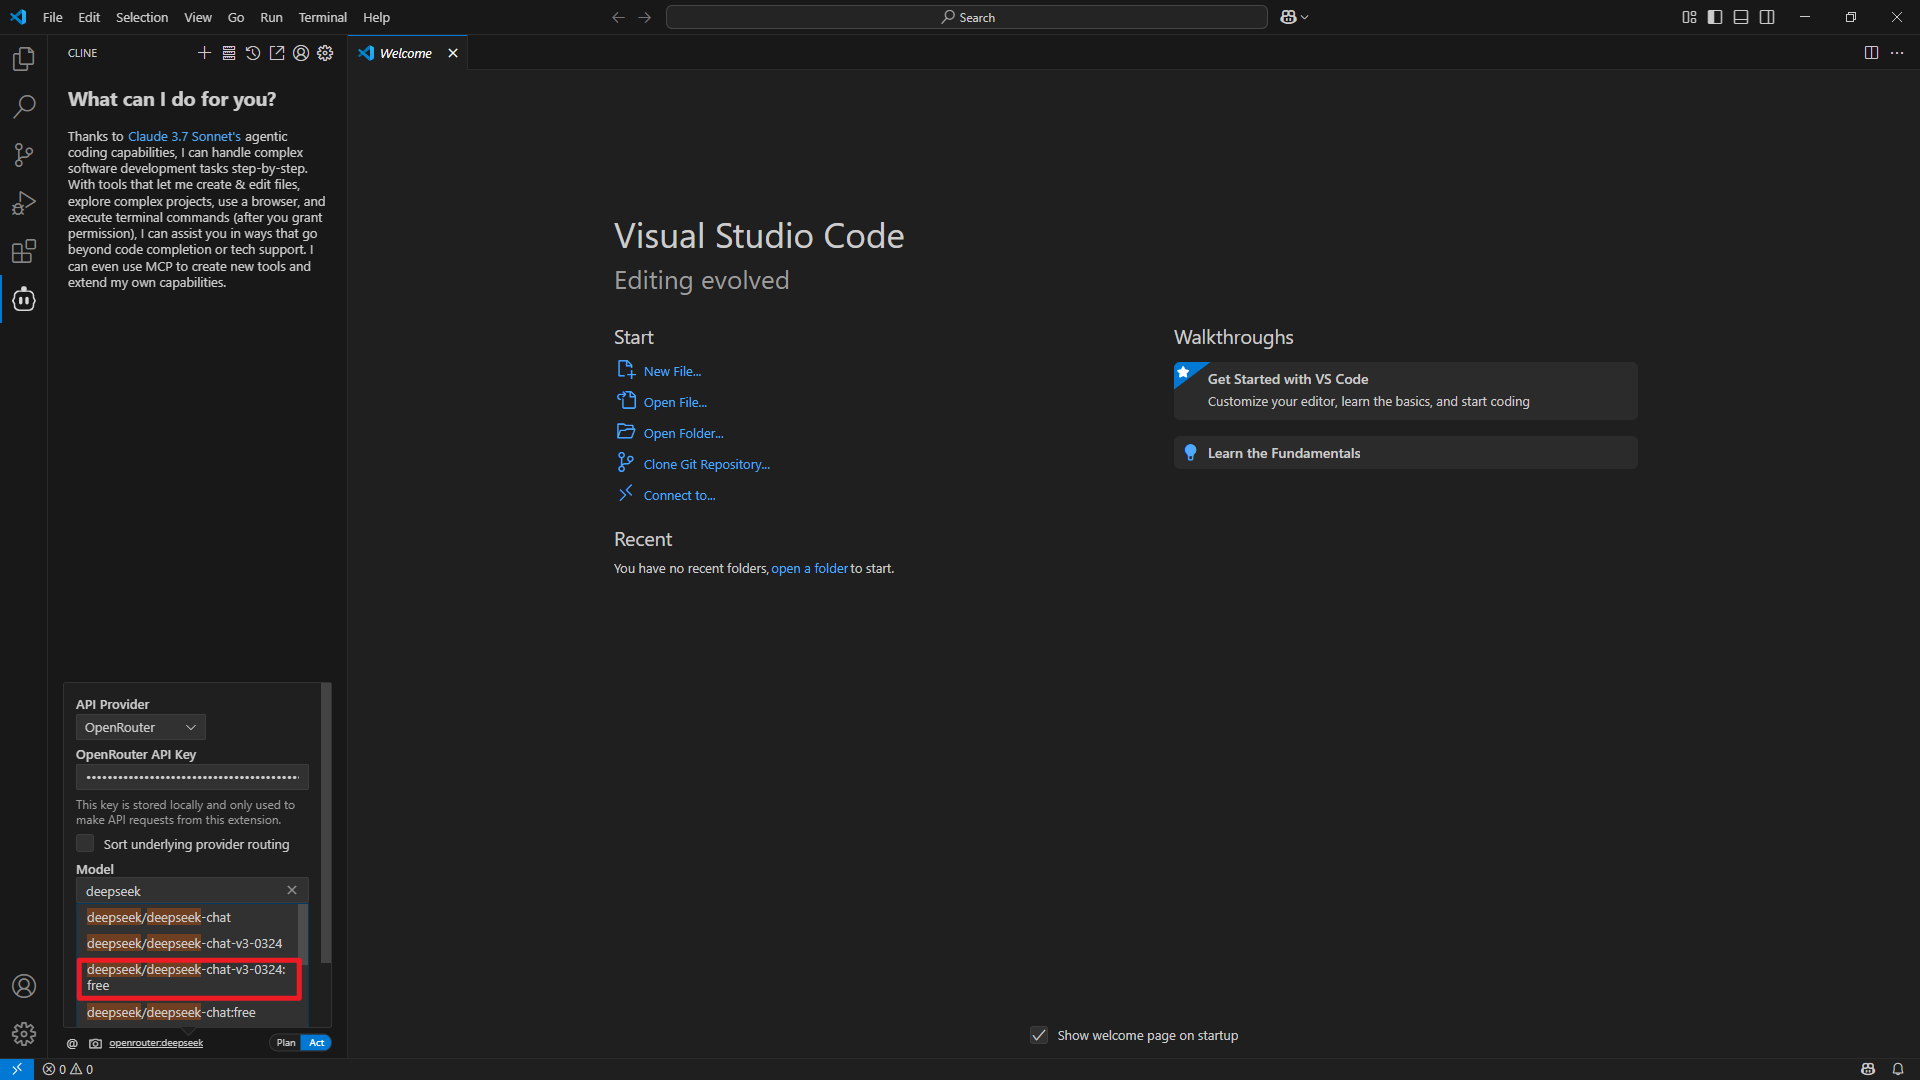 File Edit Selection View Go Run Terminal Help
Search
CLINE
Welcome
What can I do for you?
Thanks to Claude 3.7 Sonnet's agentic
coding capabilities, I can handle complex
software development tasks step-by-step.
With tools that let me create & edit files,
explore complex projects, use a browser, and
execute terminal commands (after you grant
permission), I can assist you in ways that go
beyond code completion or tech support. I
can even use MCP to create new tools and
extend my own capabilities.
Visual Studio Code
Editing evolved
Start
New File...
Open File...
Open Folder...
Clone Git Repository...
Connect to...
Recent
You have no recent folders, open a folder to start.
Walkthroughs
Get Started with VS Code
Customize your editor, learn the basics, and start coding
Learn the Fundamentals
API Provider
OpenRouter
OpenRouter API Key
This key is stored locally and only used to
make API requests from this extension.
Sort underlying provider routing
Model
deepseek
deepseek/deepseek-chat
deepseek/deepseek-chat-v3-0324
deepseek/deepseek-chat-v3-0324:
free
deepseek/deepseek-chat:free
@ openrouter:deepseek
Plan Act
Show welcome page on startup
0 0